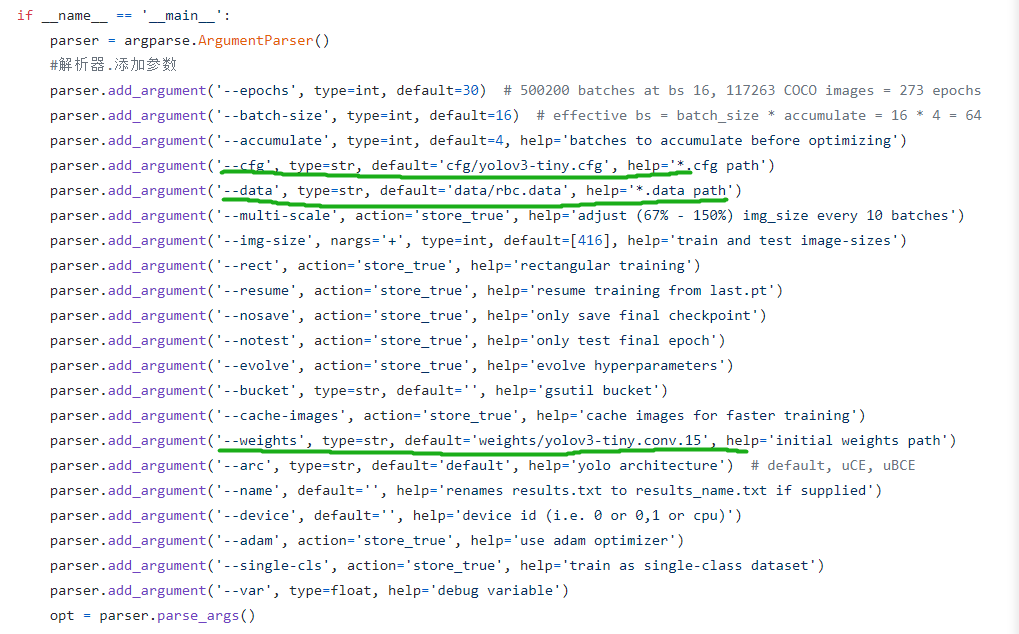 if __name__ == '__main__':
    parser = argparse.ArgumentParser()
    #解析器.添加参数
    parser.add_argument('--epochs', type=int, default=30)  # 500200 batches at bs 16, 117263 COCO images = 273 epochs
    parser.add_argument('--batch-size', type=int, default=16)  # effective bs = batch_size * accumulate = 16 * 4 = 64
    parser.add_argument('--accumulate', type=int, default=4, help='batches to accumulate before optimizing')
    parser.add_argument('--cfg', type=str, default='cfg/yolov3-tiny.cfg', help='*.cfg path')
    parser.add_argument('--data', type=str, default='data/rbc.data', help='*.data path')
    parser.add_argument('--multi-scale', action='store_true', help='adjust (67% - 150%) img_size every 10 batches')
    parser.add_argument('--img-size', nargs='+', type=int, default=[416], help='train and test image-sizes')
    parser.add_argument('--rect', action='store_true', help='rectangular training')
    parser.add_argument('--resume', action='store_true', help='resume training from last.pt')
    parser.add_argument('--nosave', action='store_true', help='only save final checkpoint')
    parser.add_argument('--notest', action='store_true', help='only test final epoch')
    parser.add_argument('--evolve', action='store_true', help='evolve hyperparameters')
    parser.add_argument('--bucket', type=str, default='', help='gsutil bucket')
    parser.add_argument('--cache-images', action='store_true', help='cache images for faster training')
    parser.add_argument('--weights', type=str, default='weights/yolov3-tiny.conv.15', help='initial weights path')
    parser.add_argument('--arc', type=str, default='default', help='yolo architecture')  # default, uCE, uBCE
    parser.add_argument('--name', default='', help='renames results.txt to results_name.txt if supplied')
    parser.add_argument('--device', default='', help='device id (i.e. 0 or 0,1 or cpu)')
    parser.add_argument('--adam', action='store_true', help='use adam optimizer')
    parser.add_argument('--single-cls', action='store_true', help='train as single-class dataset')
    parser.add_argument('--var', type=float, help='debug variable')
    opt = parser.parse_args()